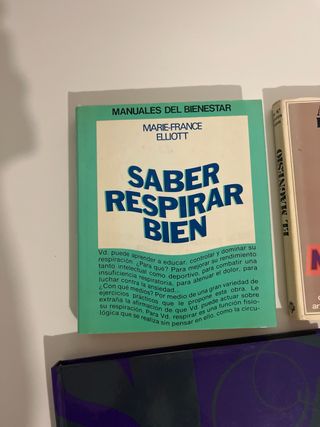 MANUALES DEL BIENESTAR
MARIE-FRANCE
ELLIOTT
SABER
RESPIRAR
BIEN
Vd. puede aprender a educar, controlar y dominar su
respiración. ¿Para qué? Para mejorar su rendimiento
tanto intelectual como deportivo, para combatir una
insuficiencia respiratoria, para atenuar el dolor, para
luchar contra la ansiedad...
¿Con qué medios? Por medio de una gran variedad de
ejercicios prácticos que le propone esta obra. Le
extraña la afirmación de que Vd. puede actuar sobre
su respiración. Para Vd. respirar es una función fisio-
lógica que se realiza sin pensar en ello, como la circu-
EL MAGNESIO